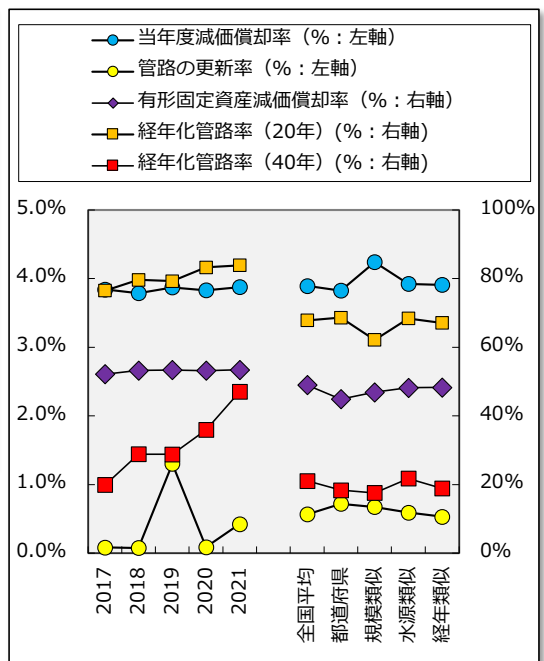 当年度減価償却率（%：左軸）
管路の更新率（%：左軸）
有形固定資産減価償却率（%：右軸）
経年化管路率（20年）(%：右軸)
経年化管路率（40年）(%：右軸)
5.0% 100%
4.0% 80%
3.0% 60%
2.0% 40%
1.0% 20%
0.0% 0%
2017
2018
2019
2020
2021
全国平均
都道府県
規模類似
水源類似
経年類似